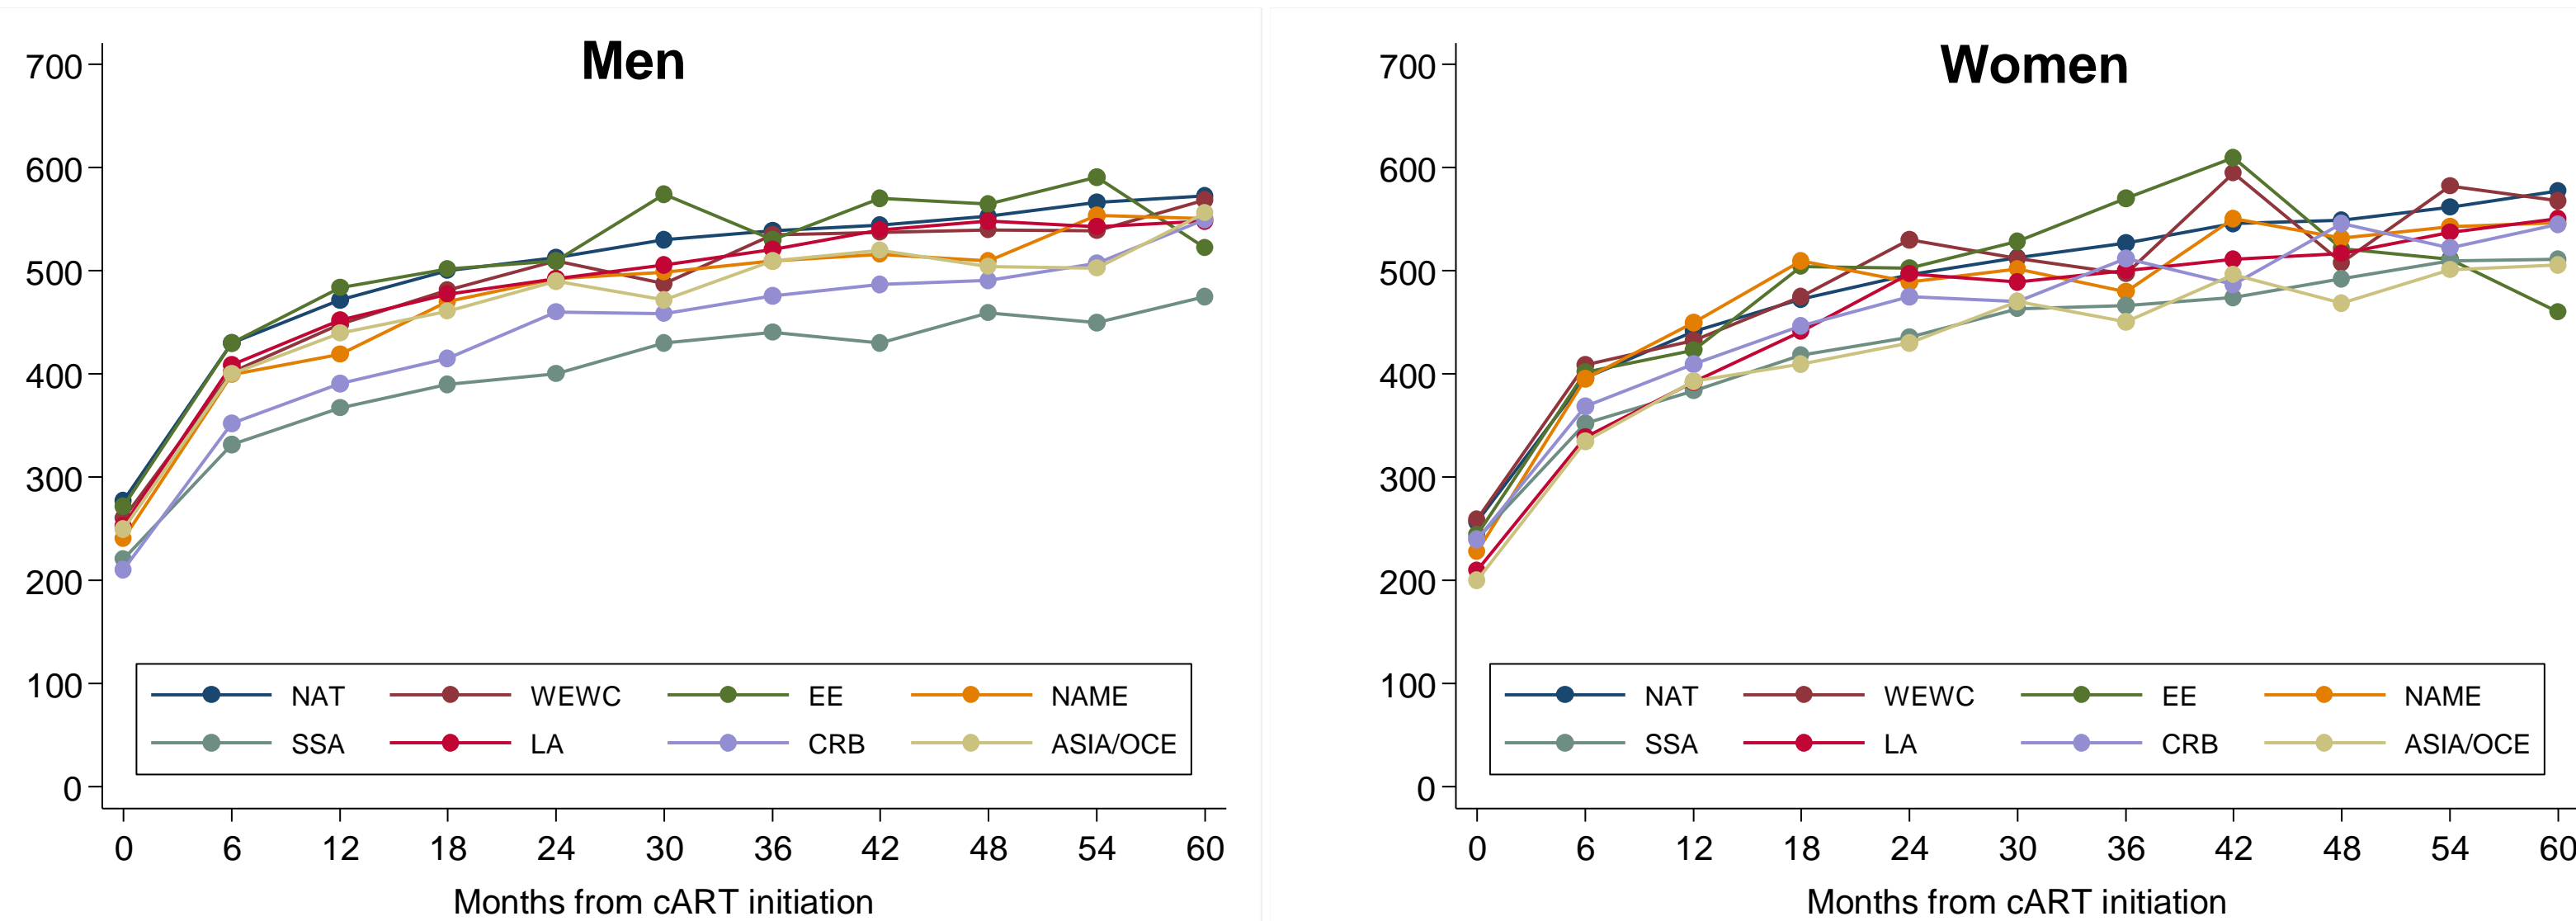 Men
700
600
500
400
300
200
100
0
NAT WEWC EE NAME
SSA LA CRB ASIA/OCE
0 6 12 18 24 30 36 42 48 54 60
Months from cART initiation
Women
700
600
500
400
300
200
100
0
NAT WEWC EE NAME
SSA LA CRB ASIA/OCE
0 6 12 18 24 30 36 42 48 54 60
Months from cART initiation